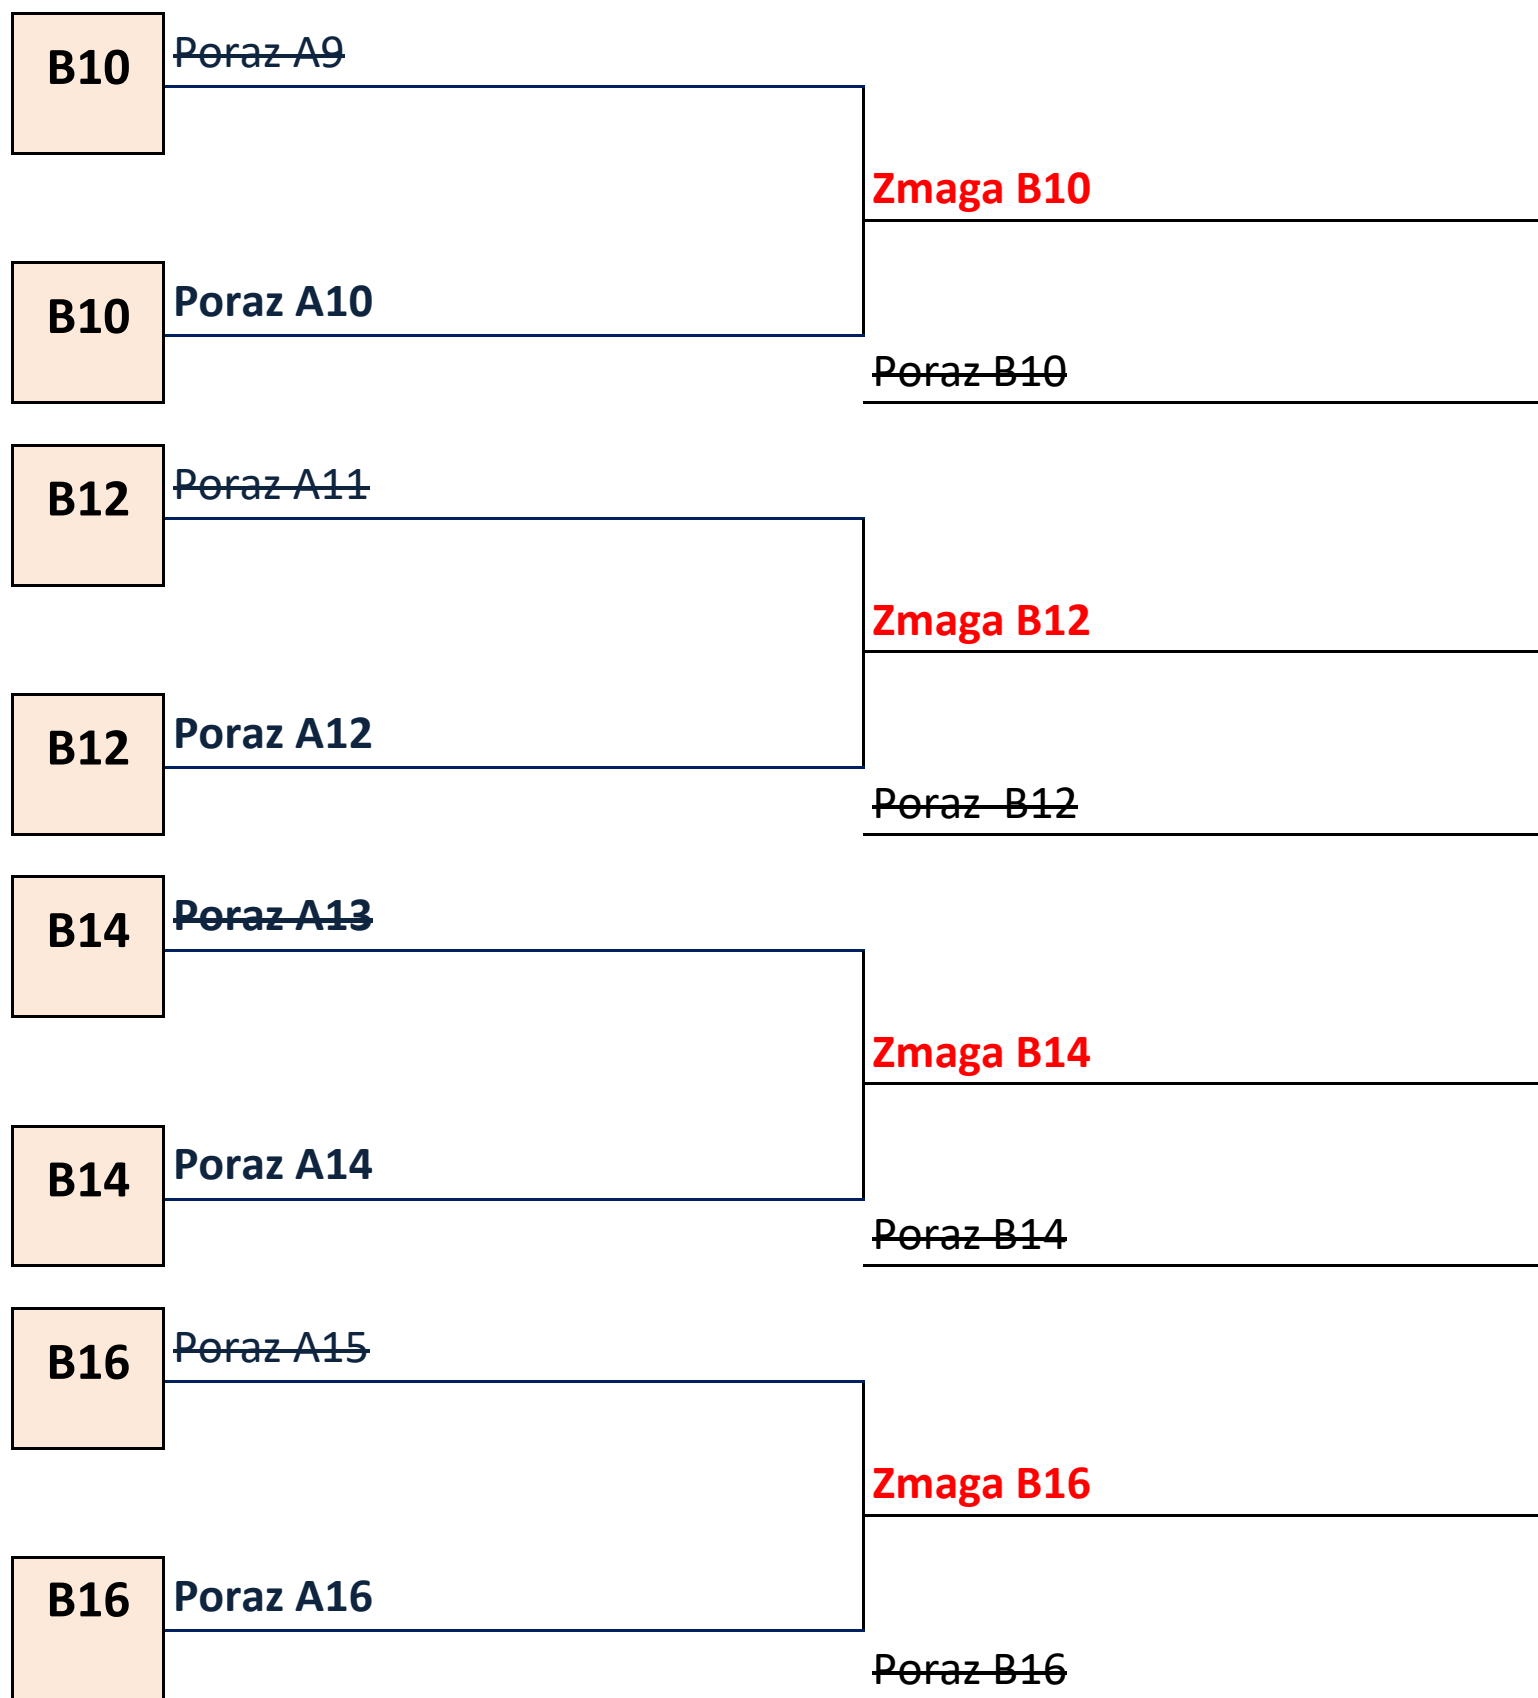 B10 Poraz A9
Zmaga B10
B10 Poraz A10
Poraz B10
B12 Poraz A11
Zmaga B12
B12 Poraz A12
Poraz  B12
B14 Poraz A13
Zmaga B14
B14 Poraz A14
Poraz B14
B16 Poraz A15
Zmaga B16
B16 Poraz A16
Poraz B16